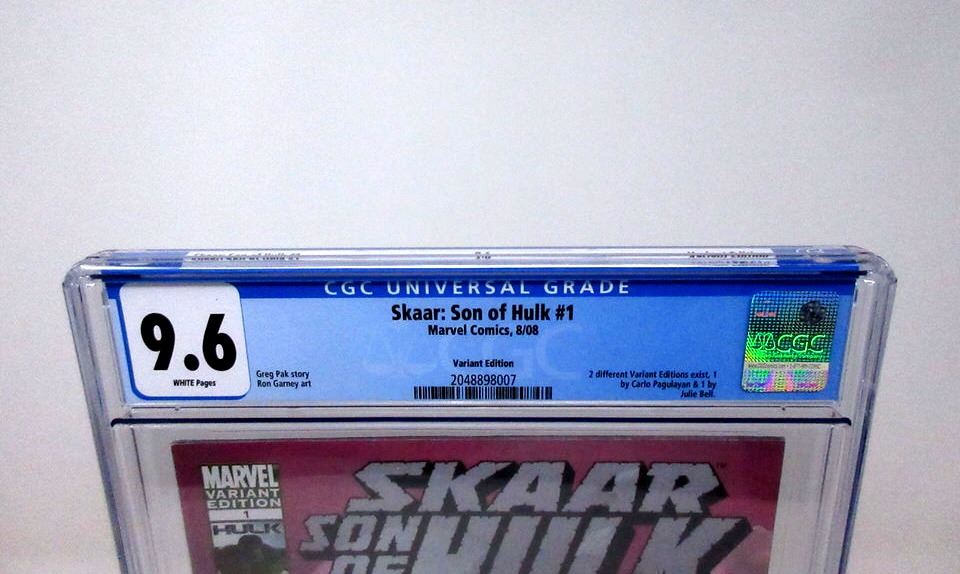 CGC UNIVERSAL GRADE
9.6
WHITE Pages
Skaar: Son of Hulk #1
Marvel Comics, 8/08
Variant Edition
2048898007
Greg Pak story
Ron Garney art
2 different Variant Editions exist, 1
by Carlo Pagulayan & 1 by
Julie Bell.
CGC
MARVEL
VARIANT
EDITION
1
HULK
SKAAR
SON
OF
HULK